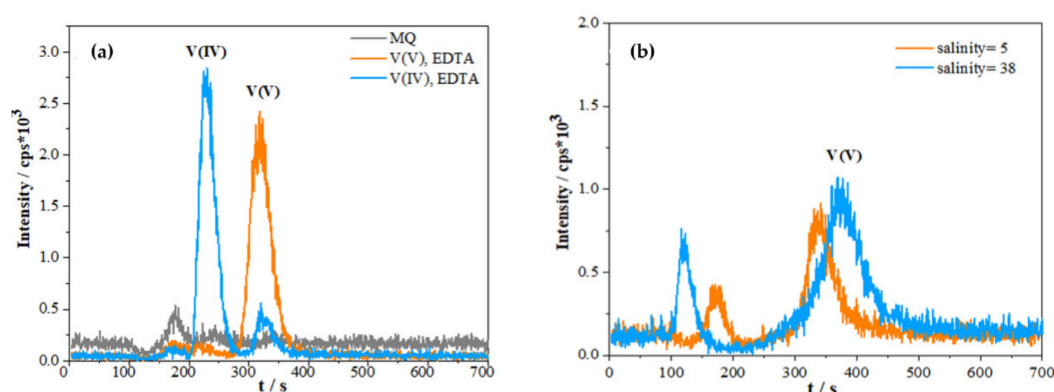 (a)
V(IV)
V(V)
MQ
V(V), EDTA
V(IV), EDTA
Intensity / cps*10³
3.0
2.5
2.0
1.5
1.0
0.5
0.0
0 100 200 300 400 500 600 700
t / s
(b)
salinity= 5
salinity= 38
V(V)
Intensity / cps*10³
2.0
1.5
1.0
0.5
0.0
0 100 200 300 400 500 600 700
t / s